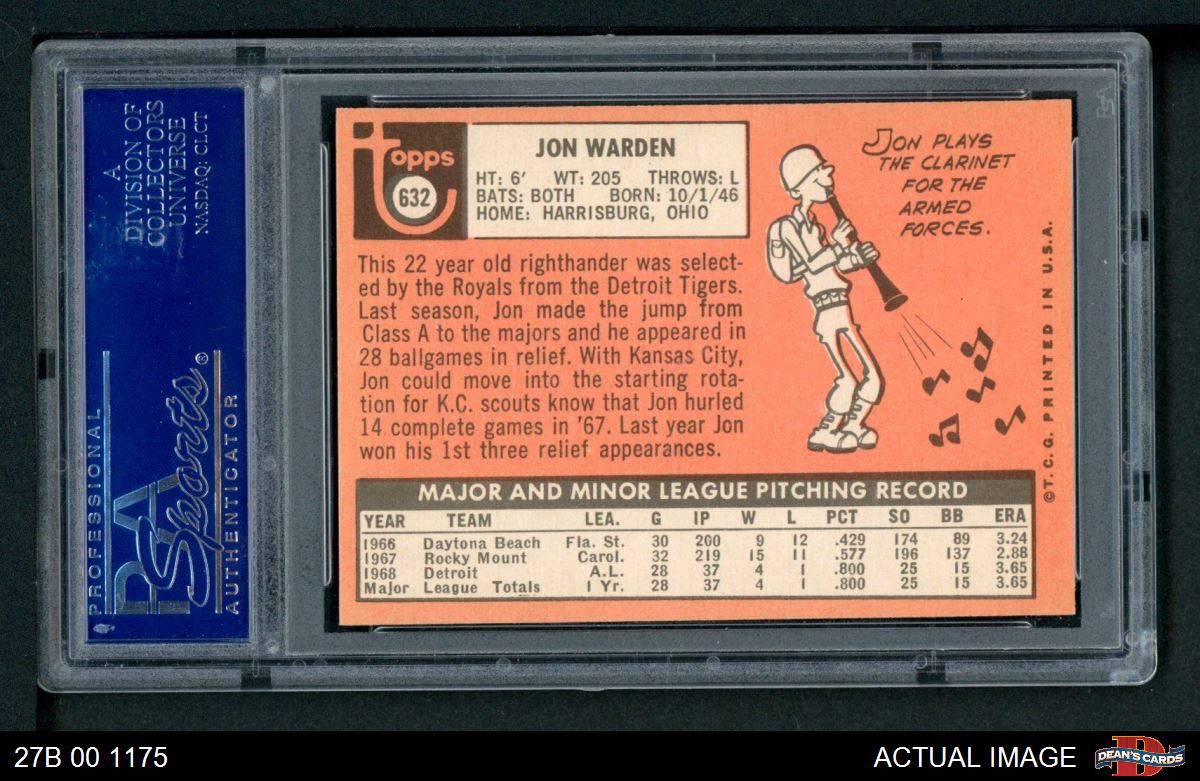 A
DIVISION OF
COLLECTORS
UNIVERSE
NASDAQ: CLCT
PROFESSIONAL
PSA
Sports®
AUTHENTICATOR
topps
632
JON WARDEN
HT: 6' WT: 205 THROWS: L
BATS: BOTH BORN: 10/1/46
HOME: HARRISBURG, OHIO
This 22 year old righthander was select-
ed by the Royals from the Detroit Tigers.
Last season, Jon made the jump from
Class A to the majors and he appeared in
28 ballgames in relief. With Kansas City,
Jon could move into the starting rota-
tion for K.C. scouts know that Jon hurled
14 complete games in '67. Last year Jon
won his 1st three relief appearances.
JON PLAYS
THE CLARINET
FOR THE
ARMED
FORCES.
©T.C.G. PRINTED IN U.S.A.
MAJOR AND MINOR LEAGUE PITCHING RECORD
YEAR TEAM LEA. G IP W L PCT SO BB ERA
1966 Daytona Beach Fla. St. 30 200 9 12 .429 174 89 3.24
1967 Rocky Mount Carol. 32 219 15 11 .577 196 137 2.88
1968 Detroit A.L. 28 37 4 1 .800 25 15 3.65
Major League Totals 1 Yr. 28 37 4 1 .800 25 15 3.65
PSA
27B 00 1175
ACTUAL IMAGE
DEAN'S CARDS